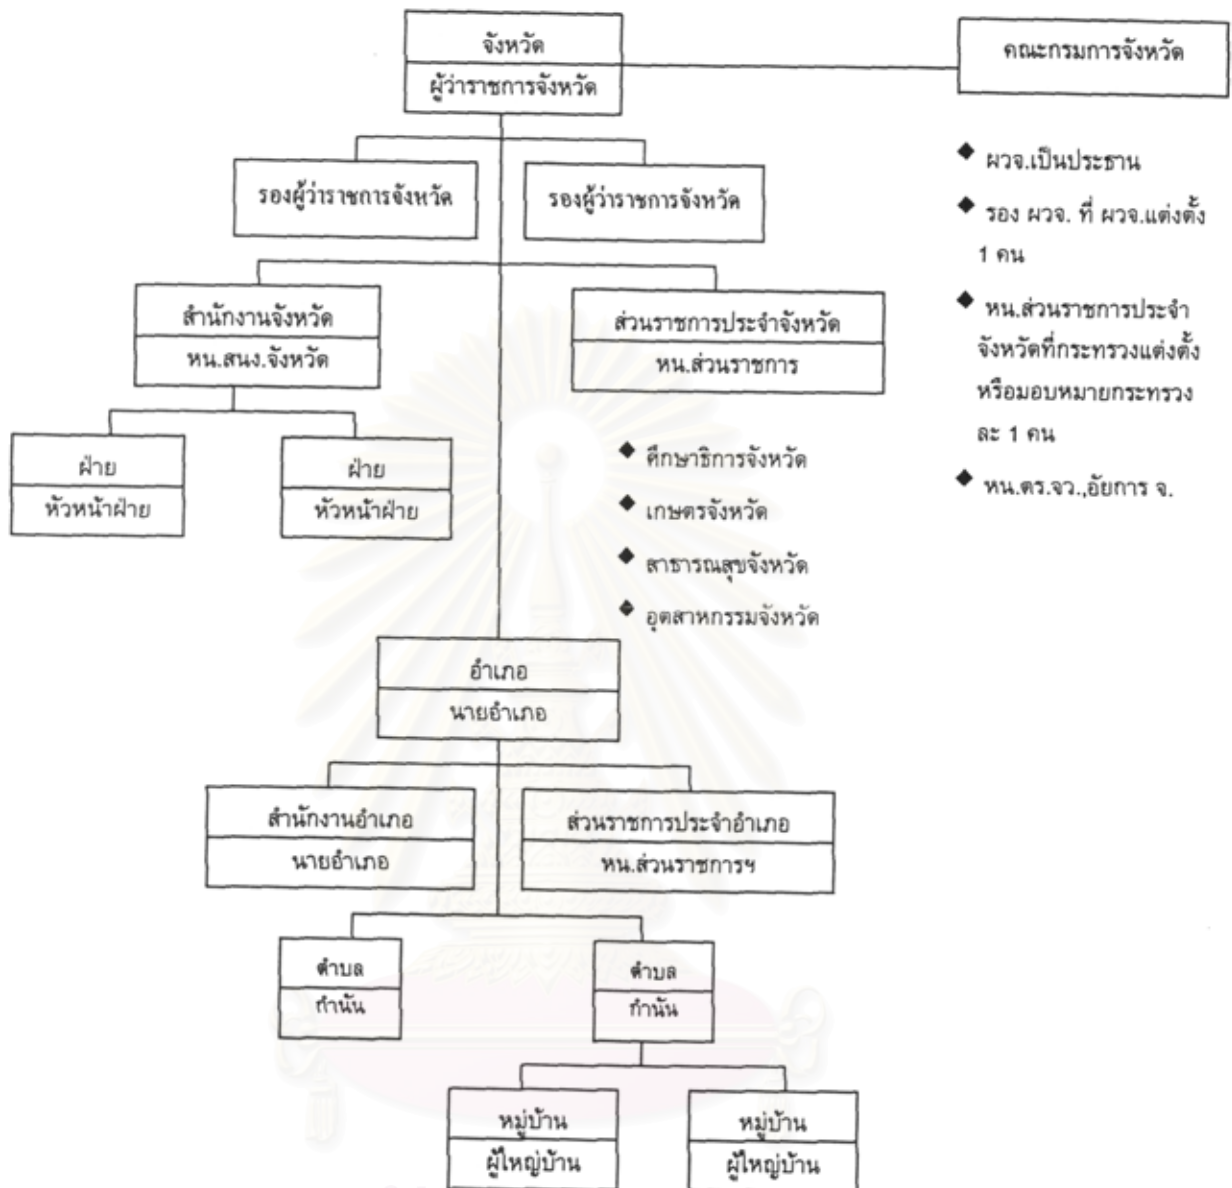 จังหวัด
ผู้ว่าราชการจังหวัด
คณะกรมการจังหวัด
รองผู้ว่าราชการจังหวัด
รองผู้ว่าราชการจังหวัด
◆ ผวจ.เป็นประธาน
◆ รอง ผวจ. ที่ ผวจ.แต่งตั้ง
1 คน
◆ หน.ส่วนราชการประจำ
จังหวัดที่กระทรวงแต่งตั้ง
หรือมอบหมายกระทรวง
ละ 1 คน
◆ หน.ตร.จว.,อัยการ จ.
สำนักงานจังหวัด
หน.สนง.จังหวัด
ส่วนราชการประจำจังหวัด
หน.ส่วนราชการ
ฝ่าย
หัวหน้าฝ่าย
ฝ่าย
หัวหน้าฝ่าย
◆ ศึกษาธิการจังหวัด
◆ เกษตรจังหวัด
◆ สาธารณสุขจังหวัด
◆ อุตสาหกรรมจังหวัด
อำเภอ
นายอำเภอ
สำนักงานอำเภอ
นายอำเภอ
ส่วนราชการประจำอำเภอ
หน.ส่วนราชการฯ
ตำบล
กำนัน
ตำบล
กำนัน
หมู่บ้าน
ผู้ใหญ่บ้าน
หมู่บ้าน
ผู้ใหญ่บ้าน